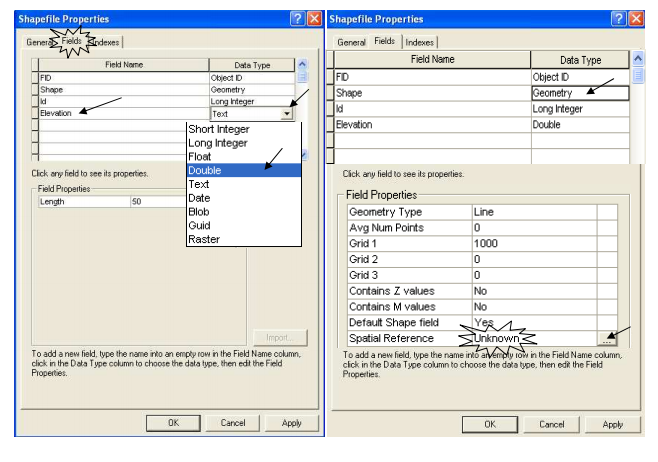 Shapefile Properties
General Fields Indexes
Field Name Data Type
FID Object ID
Shape Geometry
Id Long Integer
Elevation Text
Short Integer
Long Integer
Float
Double
Text
Date
Blob
Guid
Raster
Click any field to see its properties.
Field Properties
Length 50
Import...
To add a new field, type the name into an empty row in the Field Name column,
click in the Data Type column to choose the data type, then edit the Field
Properties.
OK Cancel Apply
Shapefile Properties
General Fields Indexes
Field Name Data Type
FID Object ID
Shape Geometry
Id Long Integer
Elevation Double
Click any field to see its properties.
Field Properties
Geometry Type Line
Avg Num Points 0
Grid 1 1000
Grid 2 0
Grid 3 0
Contains Z values No
Contains M values No
Default Shape field Yes
Spatial Reference Unknown ...
To add a new field, type the name into an empty row in the Field Name column,
click in the Data Type column to choose the data type, then edit the Field
Properties.
OK Cancel Apply